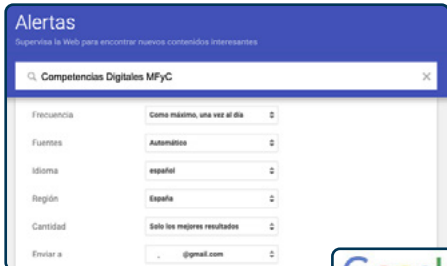 Alertas
Supervisa la Web para encontrar nuevos contenidos interesantes
Competencias Digitales MFyC
Frecuencia Como máximo, una vez al día
Fuentes Automático
Idioma español
Región España
Cantidad Solo los mejores resultados
Enviar a @gmail.com